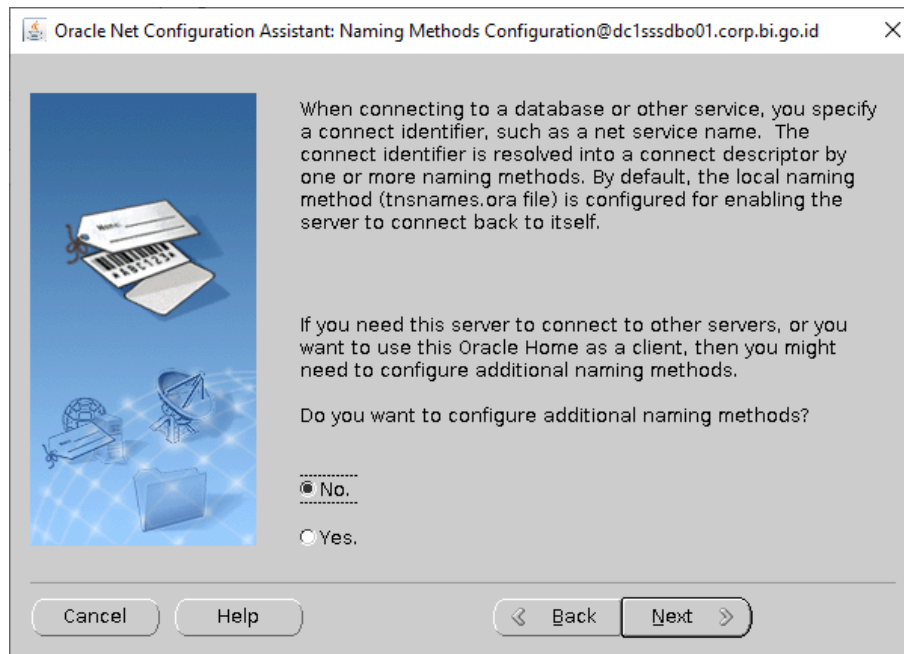 Oracle Net Configuration Assistant: Naming Methods Configuration@dc1sssdbo01.corp.bi.go.id
When connecting to a database or other service, you specify
a connect identifier, such as a net service name. The
connect identifier is resolved into a connect descriptor by
one or more naming methods. By default, the local naming
method (tnsnames.ora file) is configured for enabling the
server to connect back to itself.
If you need this server to connect to other servers, or you
want to use this Oracle Home as a client, then you might
need to configure additional naming methods.
Do you want to configure additional naming methods?
No.
Yes.
*ABC123*
Cancel
Help
Back
Next